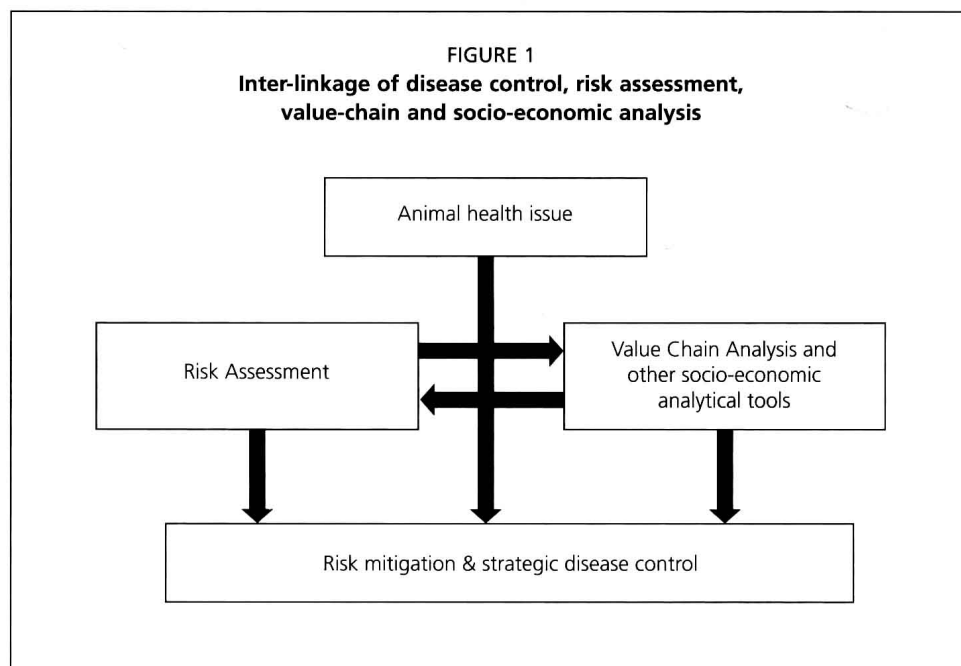 FIGURE 1
Inter-linkage of disease control, risk assessment,
value-chain and socio-economic analysis
Animal health issue
Risk Assessment
Value Chain Analysis and
other socio-economic
analytical tools
Risk mitigation & strategic disease control